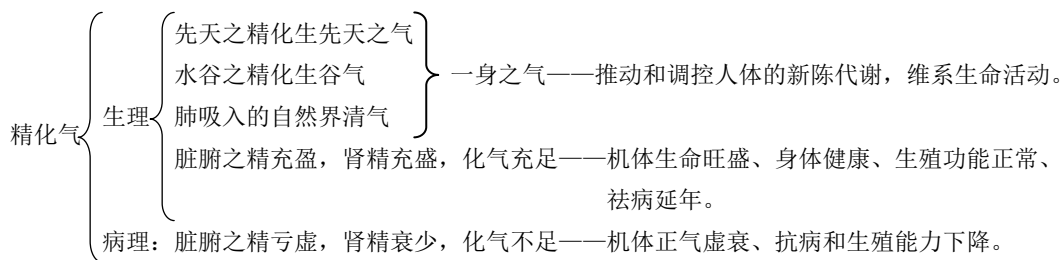 先天之精化生先天之气
水谷之精化生谷气
一身之气——推动和调控人体的新陈代谢，维系生命活动。
生理
肺吸入的自然界清气
精化气
脏腑之精充盈，肾精充盛，化气充足——机体生命旺盛、身体健康、生殖功能正常、
祛病延年。
病理：脏腑之精亏虚，肾精衰少，化气不足——机体正气虚衰、抗病和生殖能力下降。